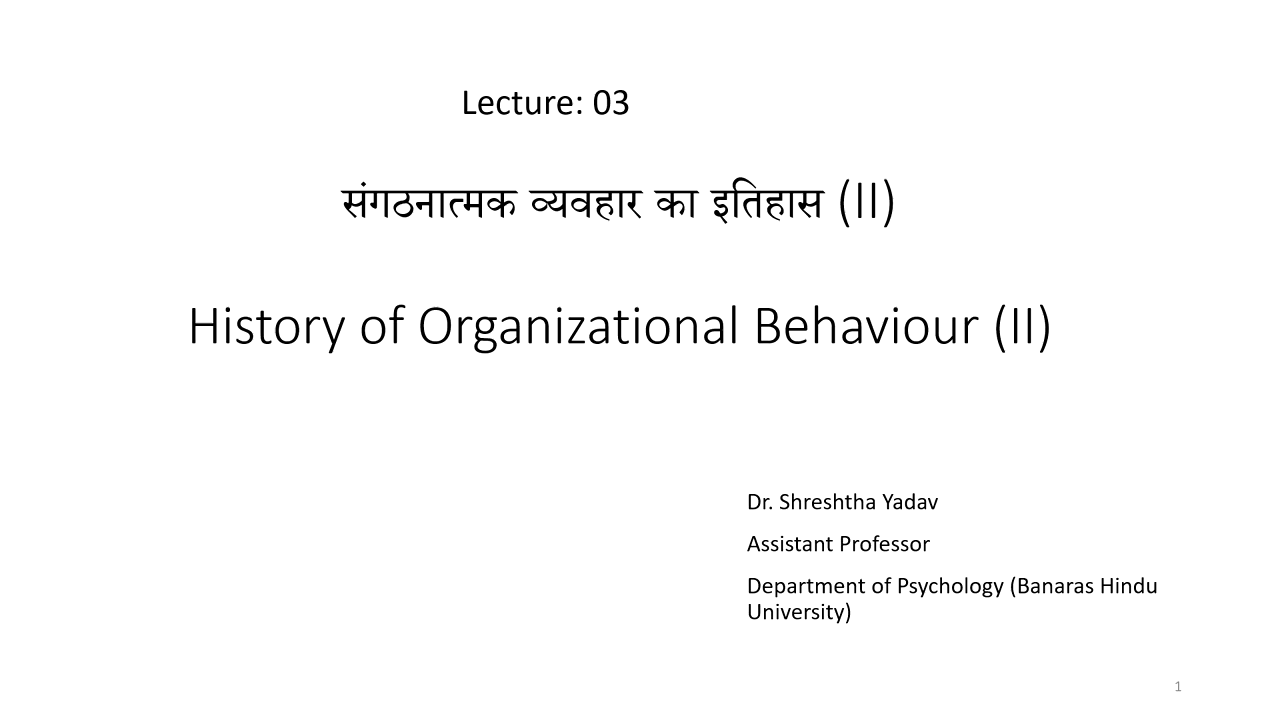 Lecture: 03
संगठनात्मक व्यवहार का इतिहास (II)
History of Organizational Behaviour (II)
Dr. Shreshtha Yadav
Assistant Professor
Department of Psychology (Banaras Hindu
University)
1